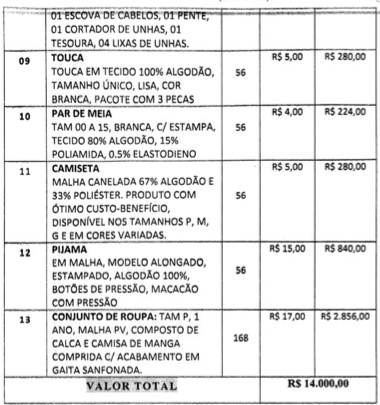 01 ESCOVA DE CABELOS, 01 PENTE,
01 CORTADOR DE UNHAS, 01
TESOURA, 04 LIXAS DE UNHAS.
09 TOUCA 56 R$ 5,00 R$ 280,00
TOUCA EM TECIDO 100% ALGODÃO,
TAMANHO ÚNICO, LISA, COR
BRANCA, PACOTE COM 3 PECAS
10 PAR DE MEIA 56 R$ 4,00 R$ 224,00
TAM 00 A 15, BRANCA, C/ ESTAMPA,
TECIDO 80% ALGODÃO, 15%
POLIAMIDA, 0.5% ELASTODIENO
11 CAMISETA 56 R$ 5,00 R$ 280,00
MALHA CANELADA 67% ALGODÃO E
33% POLIÉSTER. PRODUTO COM
ÓTIMO CUSTO-BENEFÍCIO,
DISPONÍVEL NOS TAMANHOS P, M,
G E EM CORES VARIADAS.
12 PIJAMA 56 R$ 15,00 R$ 840,00
EM MALHA, MODELO ALONGADO,
ESTAMPADO, ALGODÃO 100%,
BOTÕES DE PRESSÃO, MACACÃO
COM PRESSÃO
13 CONJUNTO DE ROUPA: TAM P, 1 168 R$ 17,00 R$ 2.856,00
ANO, MALHA PV, COMPOSTO DE
CALCA E CAMISA DE MANGA
COMPRIDA C/ ACABAMENTO EM
GAITA SANFONADA.
VALOR TOTAL R$ 14.000,00